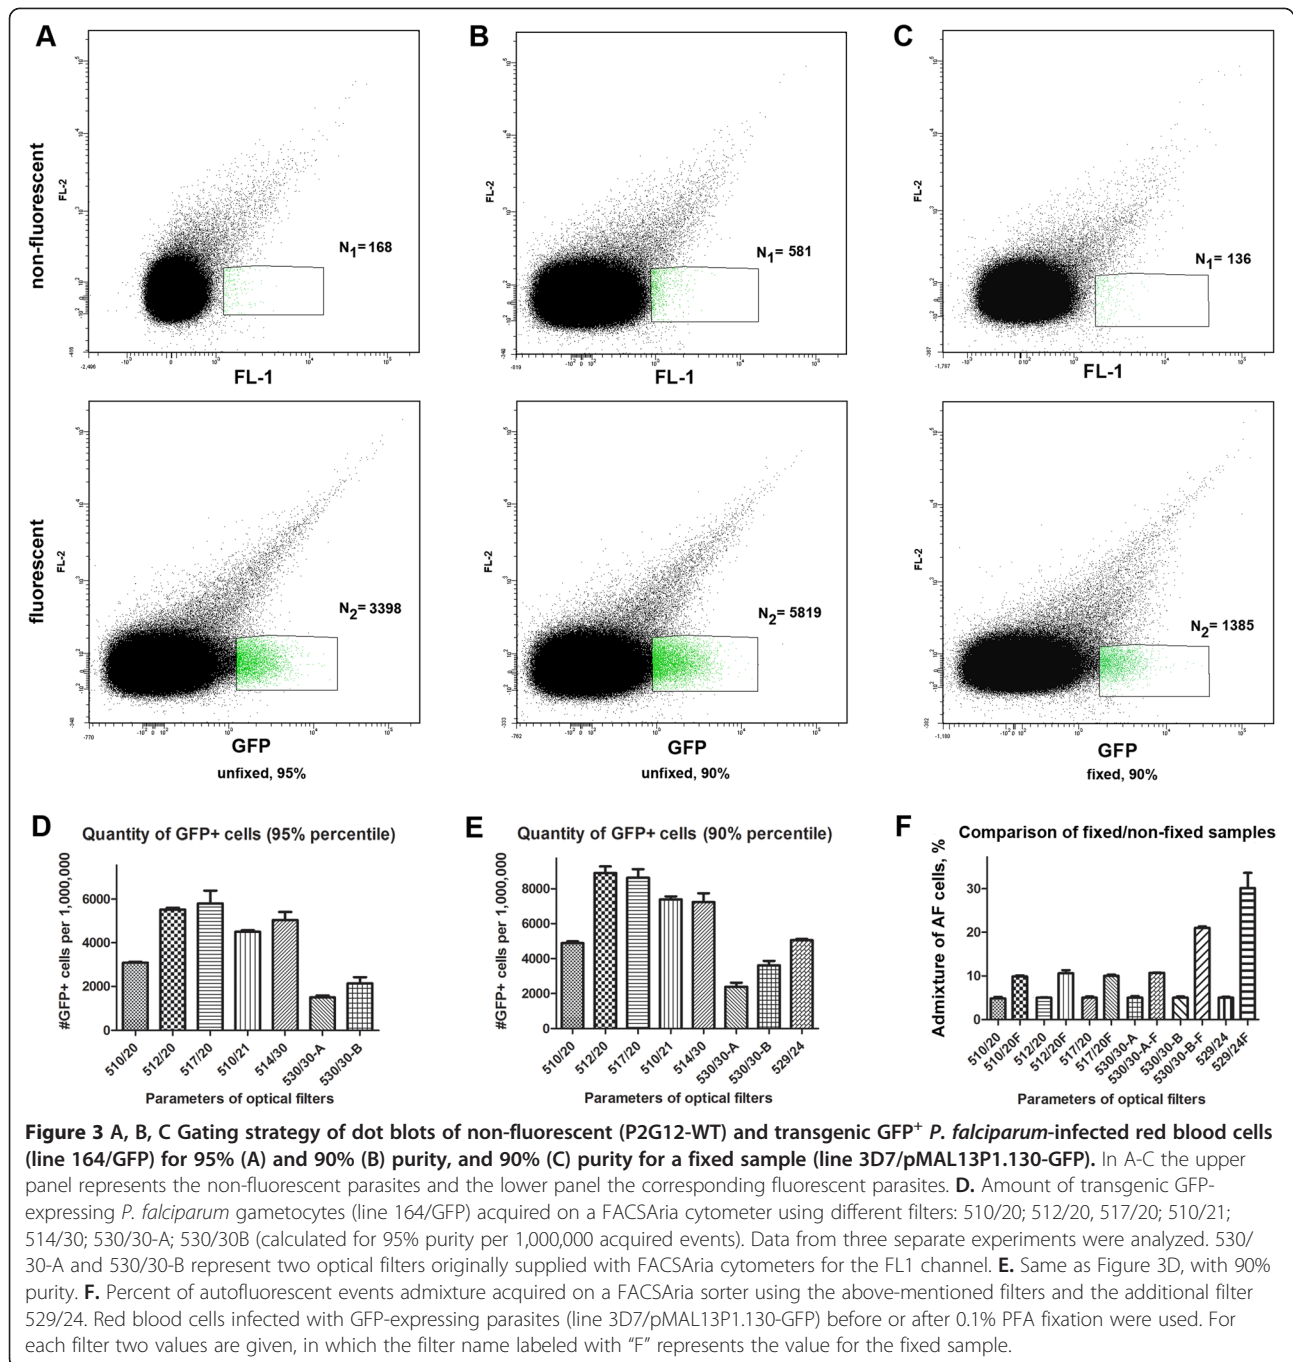 A
B
C
non-fluorescent
FL-2
N1= 168
FL-1
FL-2
N1= 581
FL-1
FL-2
N1= 136
FL-1
fluorescent
FL-2
N2= 3398
GFP
unfixed, 95%
FL-2
N2= 5819
GFP
unfixed, 90%
FL-2
N2= 1385
GFP
fixed, 90%
D
Quantity of GFP+ cells (95% percentile)
#GFP+ cells per 1,000,000
6000
4000
2000
0
510/20
512/20
517/20
510/21
514/30
530/30-A
530/30-B
Parameters of optical filters
E
Quantity of GFP+ cells (90% percentile)
#GFP+ cells per 1,000,000
8000
6000
4000
2000
0
510/20
512/20
517/20
510/21
514/30
530/30-A
530/30-B
529/24
Parameters of optical filters
F
Comparison of fixed/non-fixed samples
Admixture of AF cells, %
30
20
10
0
510/20
510/20F
512/20
512/20F
517/20
517/20F
530/30-A
530/30-A-F
530/30-B
530/30-B-F
529/24
529/24F
Parameters of optical filters
Figure 3 A, B, C Gating strategy of dot blots of non-fluorescent (P2G12-WT) and transgenic GFP+ P. falciparum-infected red blood cells
(line 164/GFP) for 95% (A) and 90% (B) purity, and 90% (C) purity for a fixed sample (line 3D7/pMAL13P1.130-GFP). In A-C the upper
panel represents the non-fluorescent parasites and the lower panel the corresponding fluorescent parasites. D. Amount of transgenic GFP-
expressing P. falciparum gametocytes (line 164/GFP) acquired on a FACSAria cytometer using different filters: 510/20; 512/20, 517/20; 510/21;
514/30; 530/30-A; 530/30B (calculated for 95% purity per 1,000,000 acquired events). Data from three separate experiments were analyzed. 530/
30-A and 530/30-B represent two optical filters originally supplied with FACSAria cytometers for the FL1 channel. E. Same as Figure 3D, with 90%
purity. F. Percent of autofluorescent events admixture acquired on a FACSAria sorter using the above-mentioned filters and the additional filter
529/24. Red blood cells infected with GFP-expressing parasites (line 3D7/pMAL13P1.130-GFP) before or after 0.1% PFA fixation were used. For
each filter two values are given, in which the filter name labeled with “F” represents the value for the fixed sample.